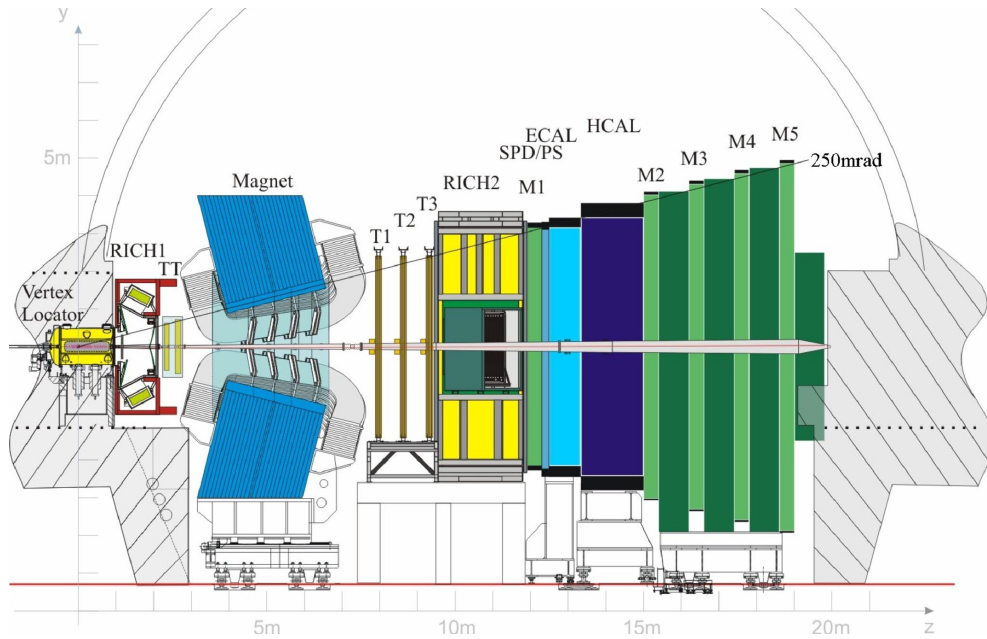 y
5m
Vertex
Locator
RICH1
TT
Magnet
T1
T2
T3
RICH2
M1
SPD/PS
ECAL
HCAL
M2
M3
M4
M5
250mrad
5m
10m
15m
20m
z